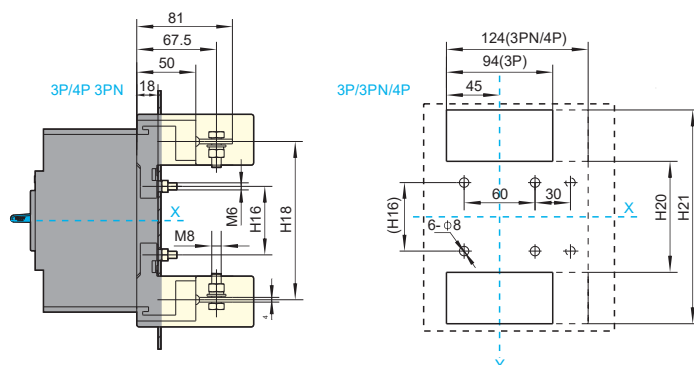 81
67.5
50
18
3P/4P 3PN
X
M6
H16
H18
M8
4
124(3PN/4P)
94(3P)
45
3P/3PN/4P
60
30
(H16)
X
H20
H21
6-Φ8
Y